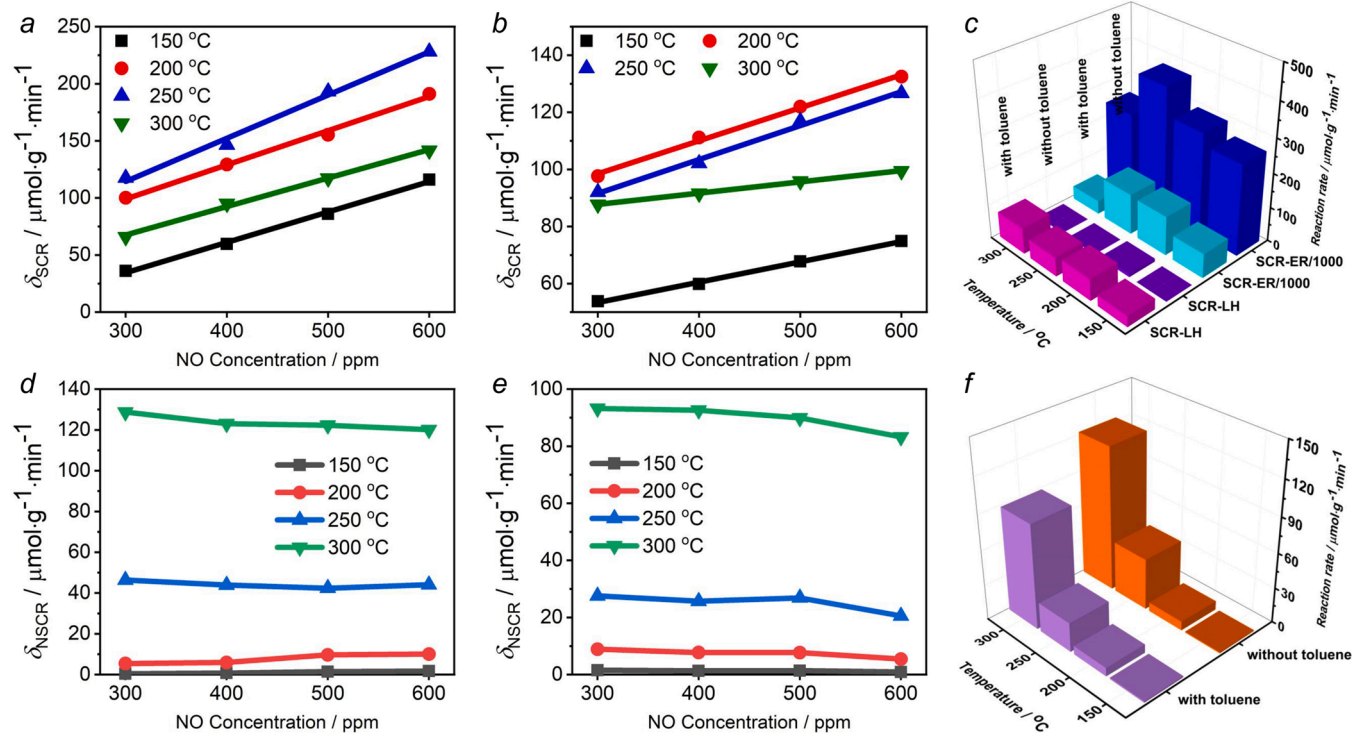 a
250
200
150
100
50
0
δSCR / μmol·g⁻¹·min⁻¹
150 °C
200 °C
250 °C
300 °C
300 400 500 600
NO Concentration / ppm
b
140
120
100
80
60
δSCR / μmol·g⁻¹·min⁻¹
150 °C 200 °C
250 °C 300 °C
300 400 500 600
NO Concentration / ppm
c
with toluene
without toluene
with toluene
without toluene
500
400
300
200
100
0
Reaction rate / μmol·g⁻¹·min⁻¹
SCR-ER/1000
SCR-ER/1000
SCR-LH
SCR-LH
300
250
200
150
Temperature / °C
d
140
120
100
80
60
40
20
0
δNSCR / μmol·g⁻¹·min⁻¹
150 °C
200 °C
250 °C
300 °C
300 400 500 600
NO Concentration / ppm
e
100
80
60
40
20
0
δNSCR / μmol·g⁻¹·min⁻¹
150 °C
200 °C
250 °C
300 °C
300 400 500 600
NO Concentration / ppm
f
150
120
90
60
30
0
Reaction rate / μmol·g⁻¹·min⁻¹
without toluene
with toluene
300
250
200
150
Temperature / °C